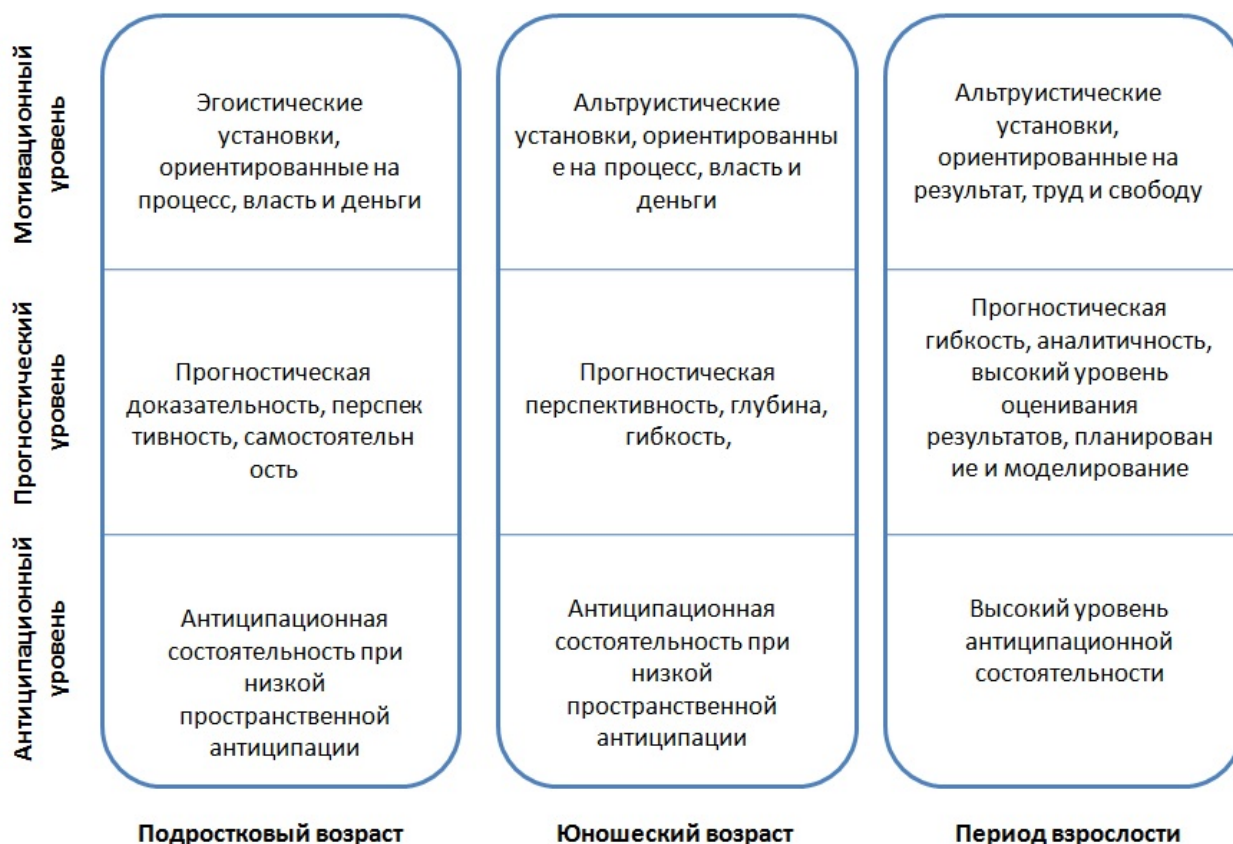 Мотивационный
уровень
Эгоистические
установки,
ориентированные на
процесс, власть и деньги
Альтруистические
установки, ориентированны
е на процесс, власть и
деньги
Альтруистические
установки,
ориентированные на
результат, труд и свободу
Прогностический
уровень
Прогностическая
доказательность, перспек
тивность, самостоятельн
ость
Прогностическая
перспективность, глубина,
гибкость,
Прогностическая
гибкость, аналитичность,
высокий уровень
оценивания
результатов, планирован
ие и моделирование
Антиципационный
уровень
Антиципационная
состоятельность при
низкой
пространственной
антиципации
Антиципационная
состоятельность при
низкой
пространственной
антиципации
Высокий уровень
антиципационной
состоятельности
Подростковый возраст
Юношеский возраст
Период взрослости